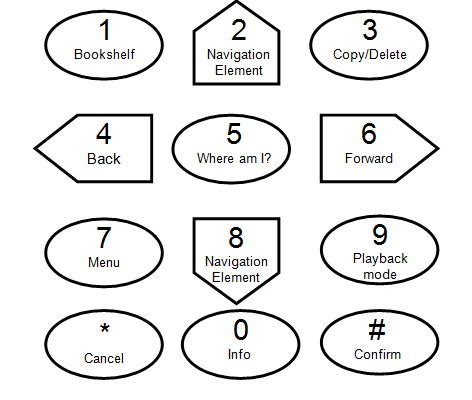 1
Bookshelf
2
Navigation
Element
3
Copy/Delete
4
Back
5
Where am I?
6
Forward
7
Menu
8
Navigation
Element
9
Playback
mode
*
Cancel
0
Info
#
Confirm